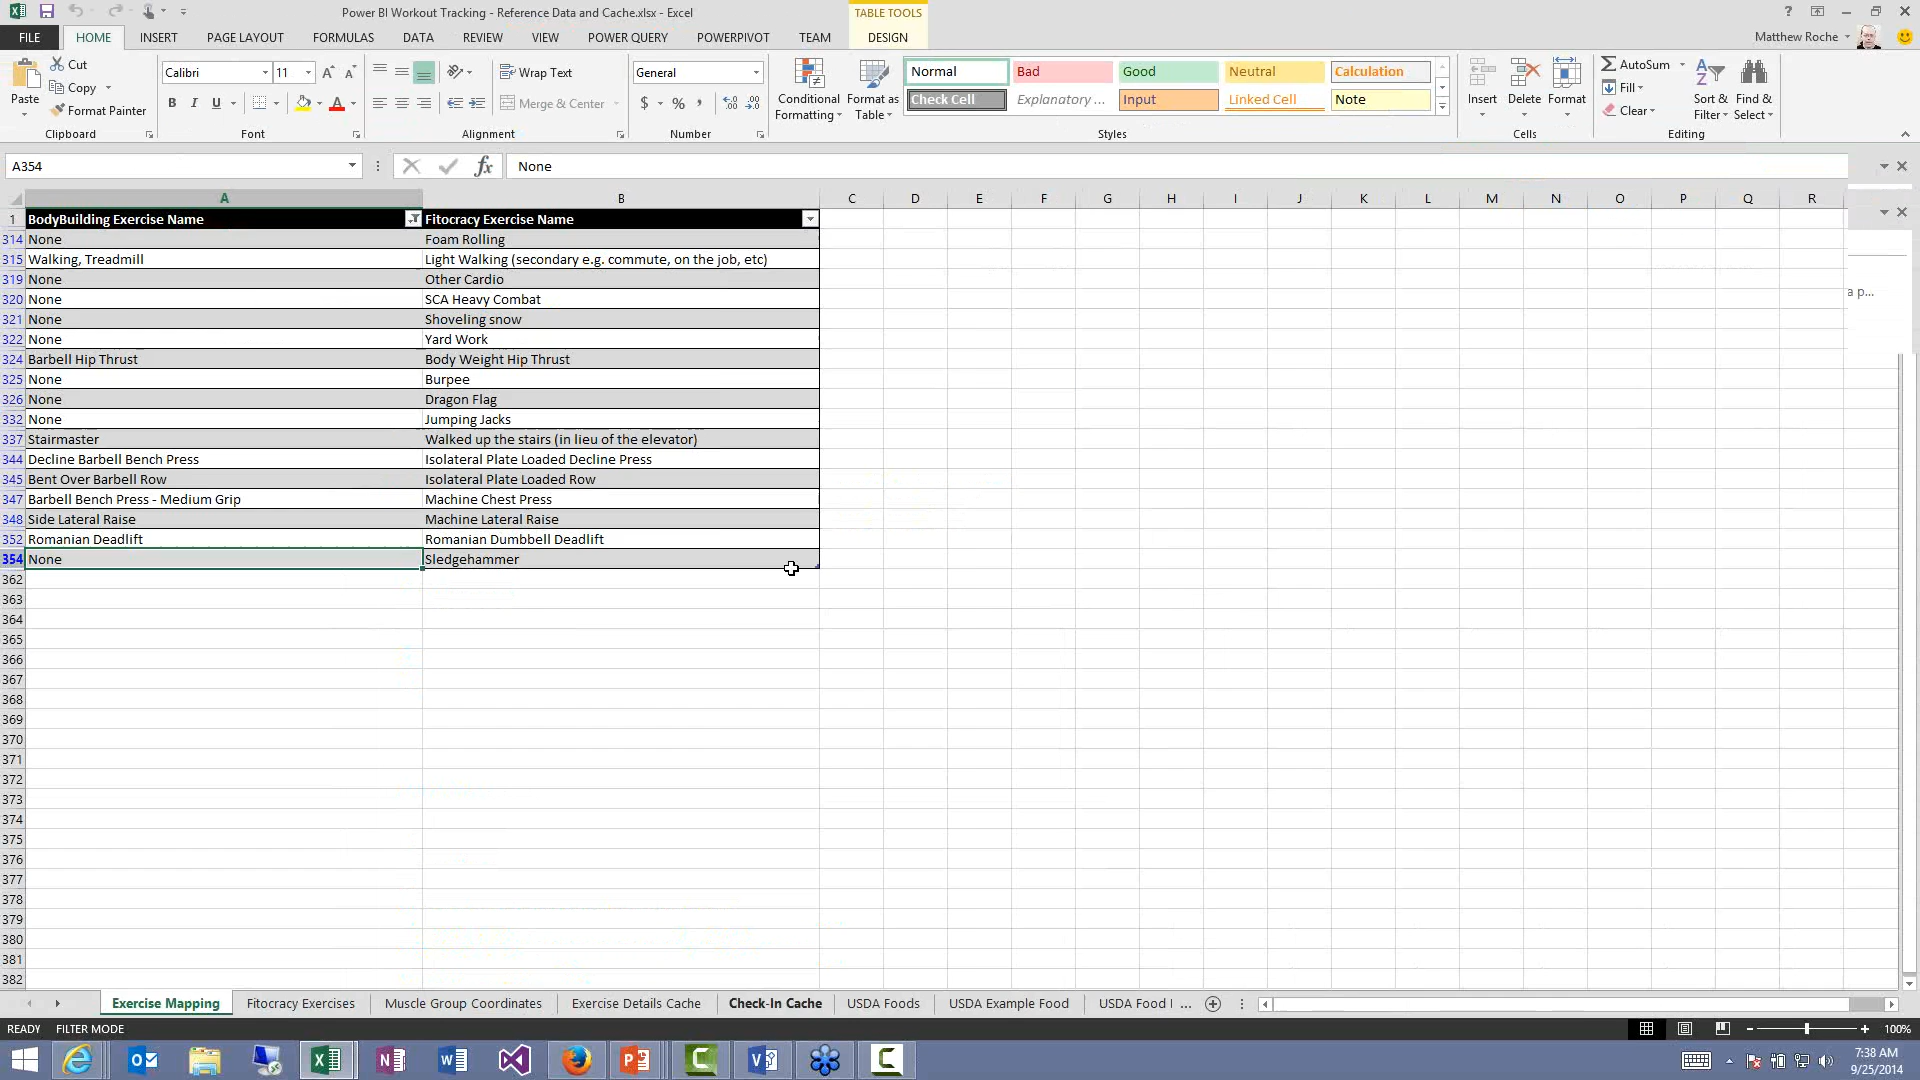 Power BI Workout Tracking - Reference Data and Cache.xlsx - Excel
TABLE TOOLS
FILE HOME INSERT PAGE LAYOUT FORMULAS DATA REVIEW VIEW POWER QUERY POWERPIVOT TEAM DESIGN
Matthew Roche
Cut
Copy
Format Painter
Paste
Clipboard
Calibri 11
B I U
Font
Wrap Text
Merge & Center
Alignment
General
$ % ,
Number
Conditional Formatting
Format as Table
Normal Bad Good Neutral Calculation
Check Cell Explanatory ... Input Linked Cell Note
Styles
Insert Delete Format
Cells
AutoSum
Fill
Clear
Sort & Filter
Find & Select
Editing
A354
fx
None
A B C D E F G H I J K L M N O P Q R
1 BodyBuilding Exercise Name Fitocracy Exercise Name
314 None Foam Rolling
315 Walking, Treadmill Light Walking (secondary e.g. commute, on the job, etc)
319 None Other Cardio
a p...
320 None SCA Heavy Combat
321 None Shoveling snow
322 None Yard Work
324 Barbell Hip Thrust Body Weight Hip Thrust
325 None Burpee
326 None Dragon Flag
332 None Jumping Jacks
337 Stairmaster Walked up the stairs (in lieu of the elevator)
344 Decline Barbell Bench Press Isolateral Plate Loaded Decline Press
345 Bent Over Barbell Row Isolateral Plate Loaded Row
347 Barbell Bench Press - Medium Grip Machine Chest Press
348 Side Lateral Raise Machine Lateral Raise
352 Romanian Deadlift Romanian Dumbbell Deadlift
354 None Sledgehammer
362
363
364
365
366
367
368
369
370
371
372
373
374
375
376
377
378
379
380
381
382
Exercise Mapping Fitocracy Exercises Muscle Group Coordinates Exercise Details Cache Check-In Cache USDA Foods USDA Example Food USDA Food I ...
READY FILTER MODE
100%
7:38 AM
9/25/2014